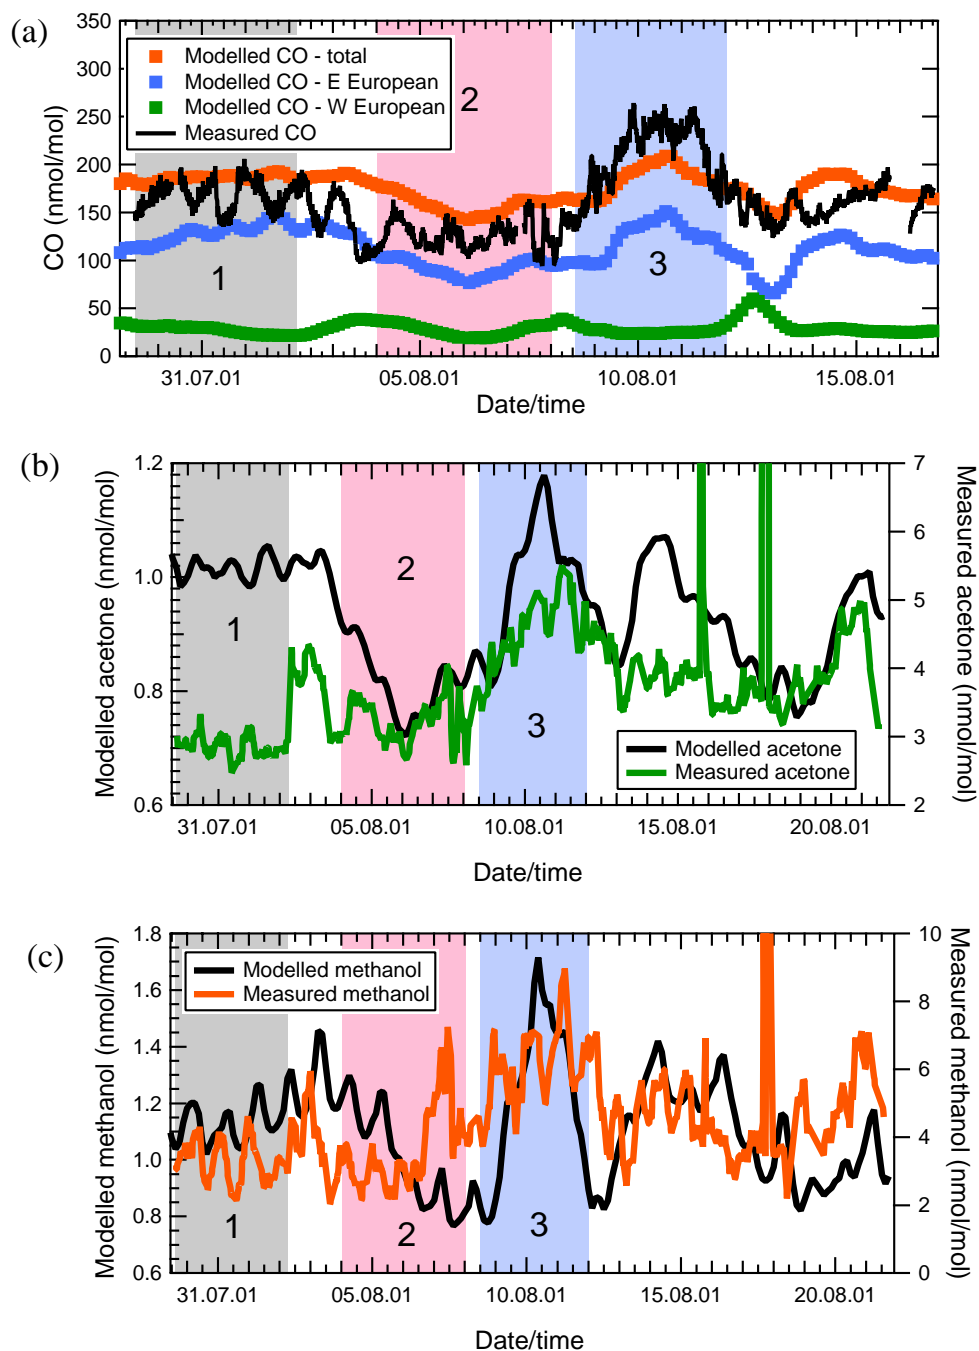 (a)
350
300
250
200
150
100
50
0
CO (nmol/mol)
Modelled CO - total
Modelled CO - E European
Modelled CO - W European
Measured CO
1
2
3
31.07.01 05.08.01 10.08.01 15.08.01
Date/time
(b)
1.2
1.0
0.8
0.6
Modelled acetone (nmol/mol)
7
6
5
4
3
2
Measured acetone (nmol/mol)
1
2
3
Modelled acetone
Measured acetone
31.07.01 05.08.01 10.08.01 15.08.01 20.08.01
Date/time
(c)
1.8
1.6
1.4
1.2
1.0
0.8
0.6
Modelled methanol (nmol/mol)
10
8
6
4
2
0
Measured methanol (nmol/mol)
Modelled methanol
Measured methanol
1
2
3
31.07.01 05.08.01 10.08.01 15.08.01 20.08.01
Date/time